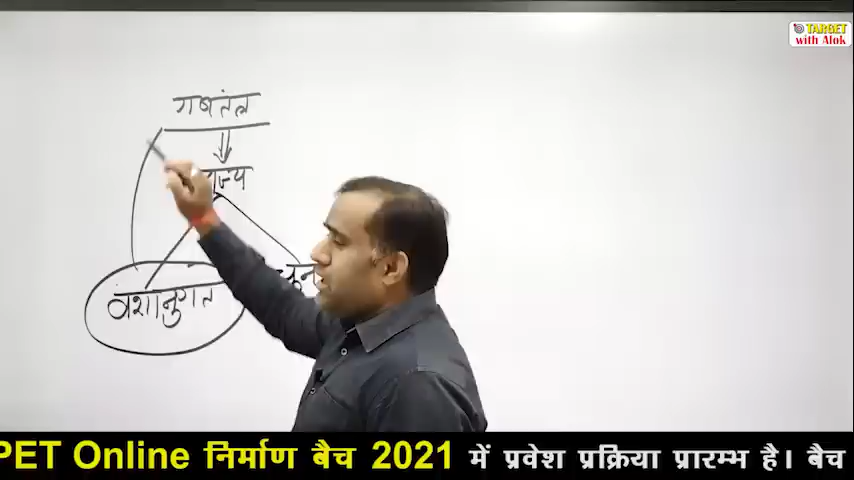 TARGET
with Alok
गणतंत्र
वंशानुगत
PET Online निर्माण बैच 2021 में प्रवेश प्रक्रिया प्रारम्भ है। बैच